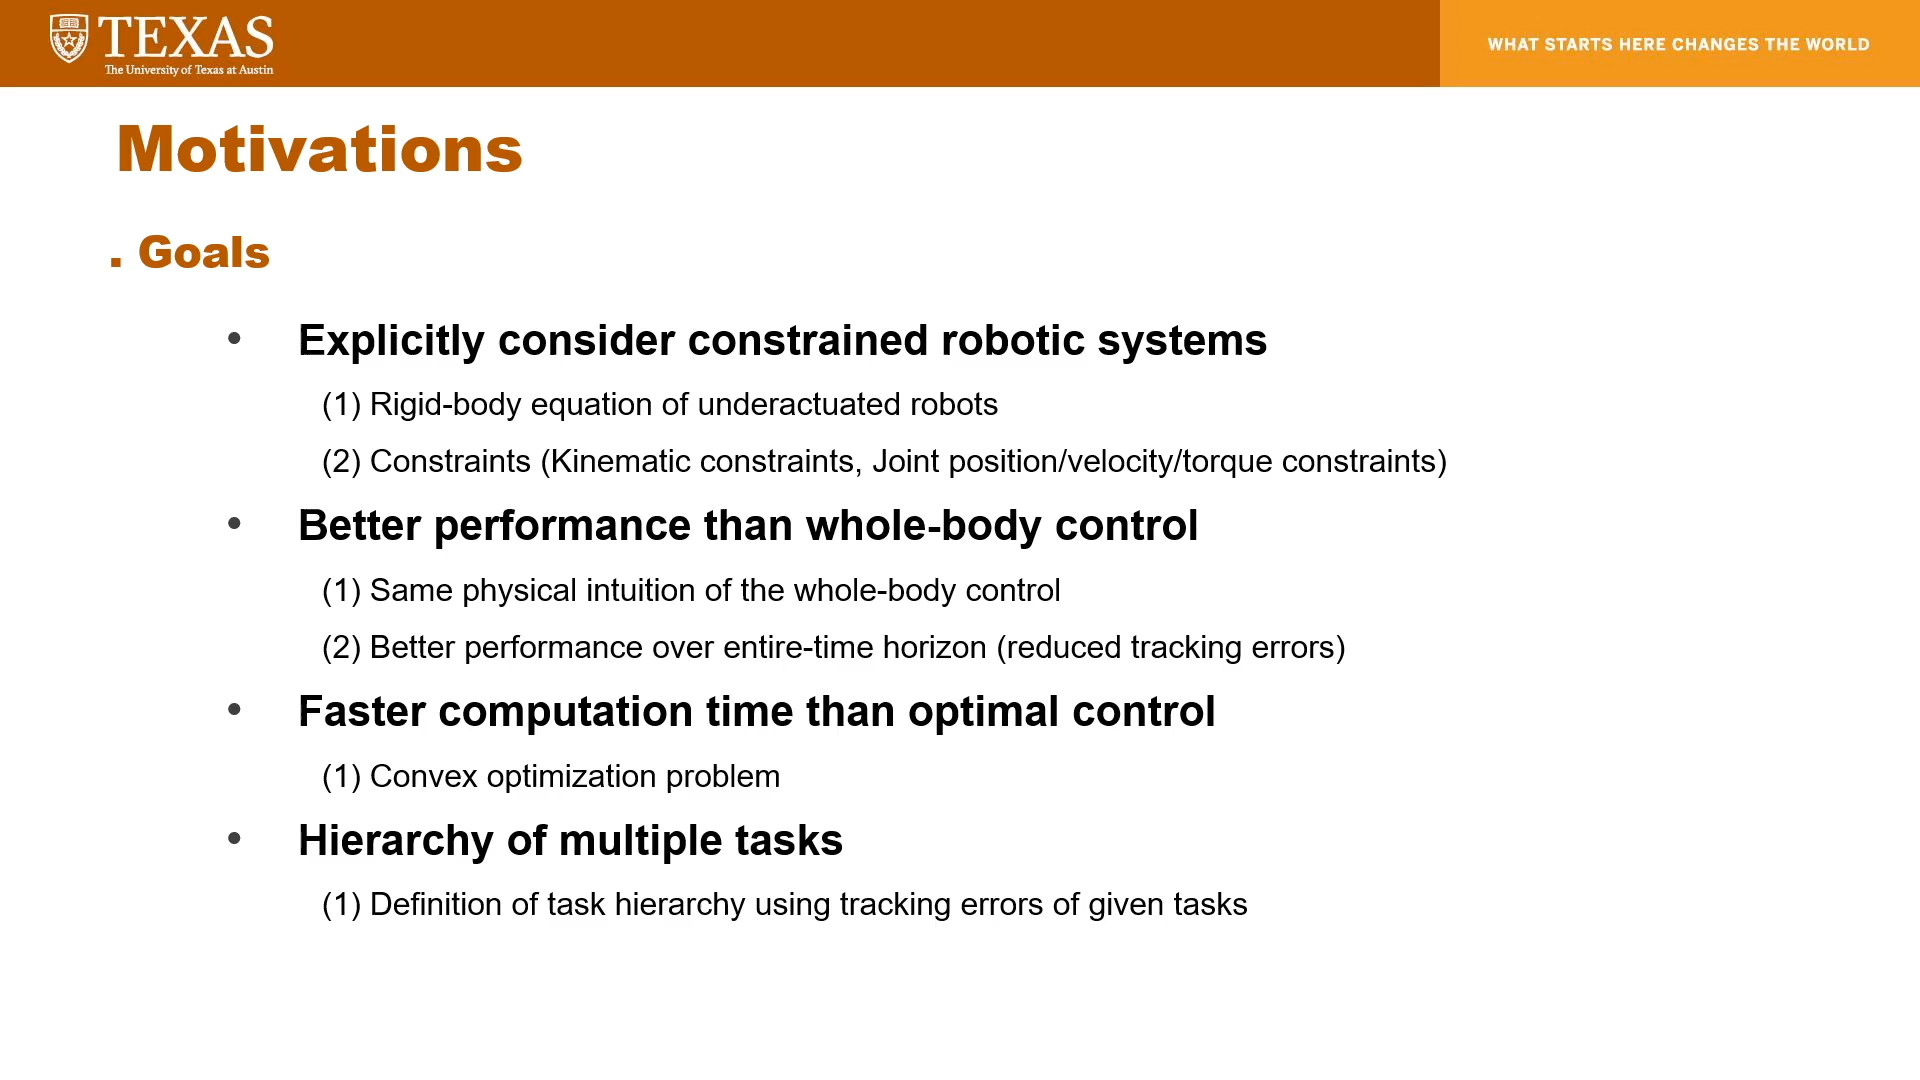 TEXAS
The University of Texas at Austin
WHAT STARTS HERE CHANGES THE WORLD
Motivations
. Goals
• Explicitly consider constrained robotic systems
(1) Rigid-body equation of underactuated robots
(2) Constraints (Kinematic constraints, Joint position/velocity/torque constraints)
• Better performance than whole-body control
(1) Same physical intuition of the whole-body control
(2) Better performance over entire-time horizon (reduced tracking errors)
• Faster computation time than optimal control
(1) Convex optimization problem
• Hierarchy of multiple tasks
(1) Definition of task hierarchy using tracking errors of given tasks